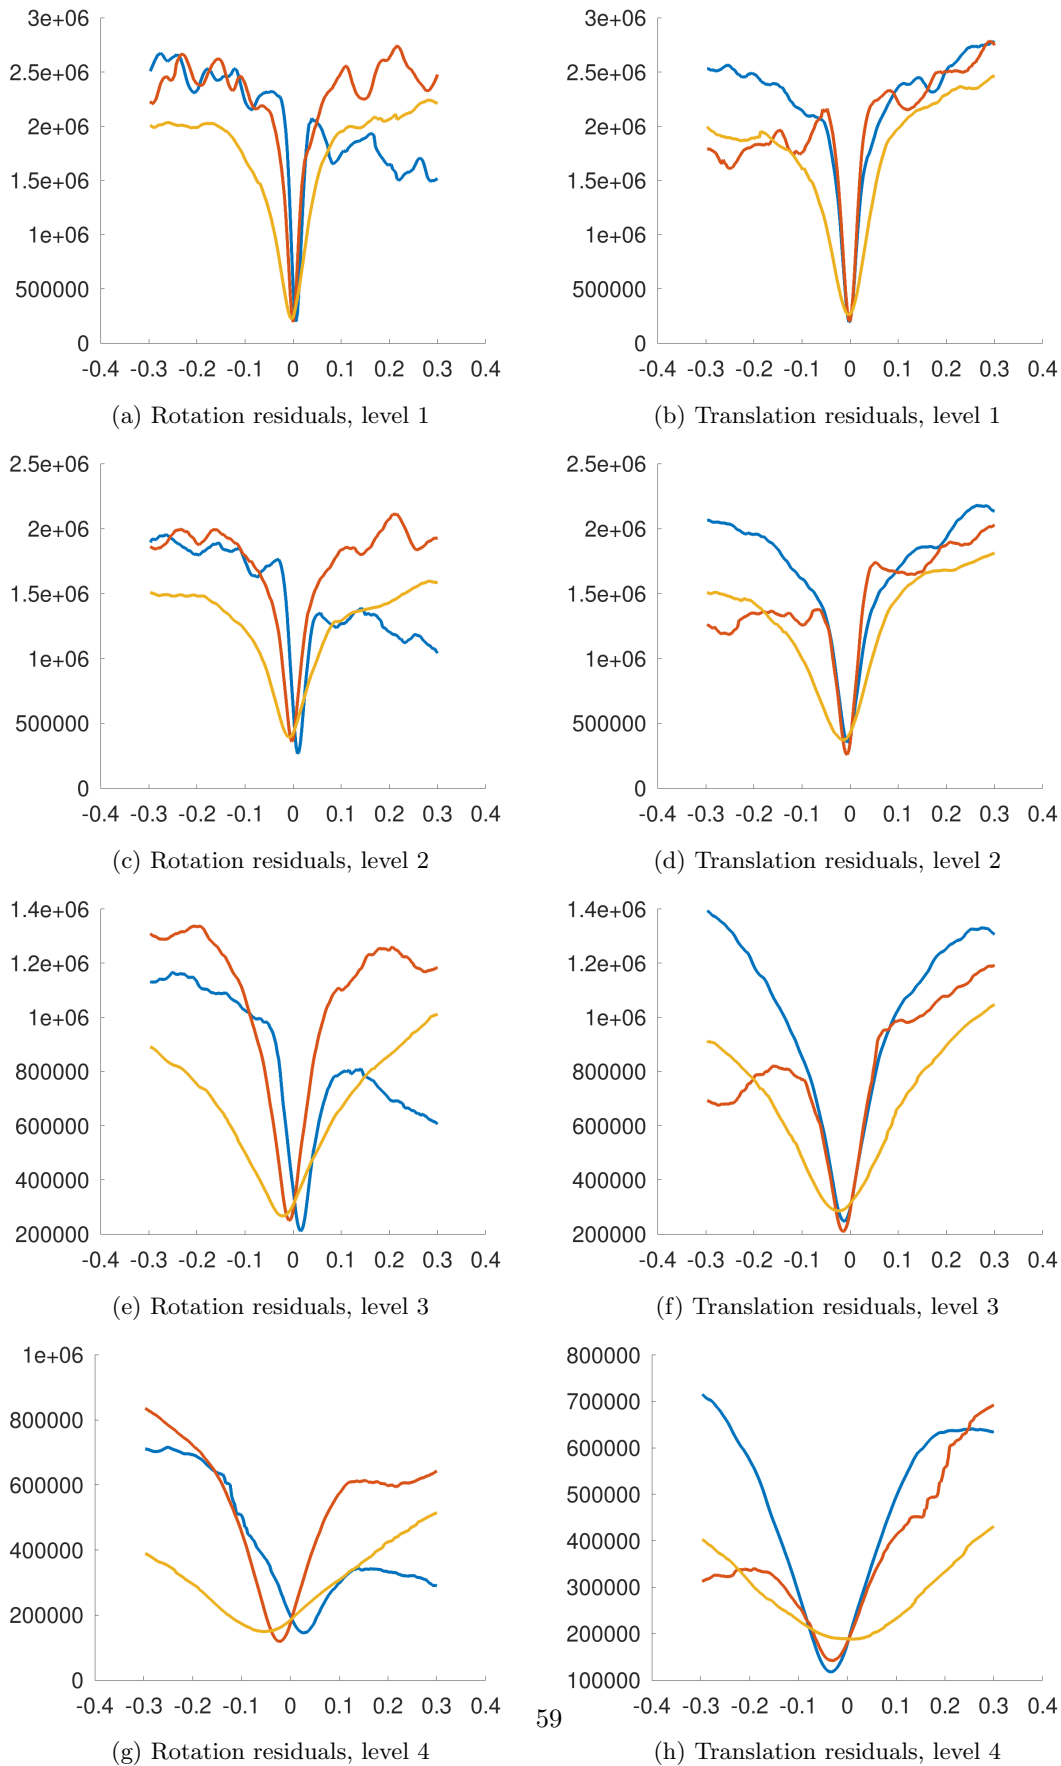 3e+06
2.5e+06
2e+06
1.5e+06
1e+06
500000
0
-0.4 -0.3 -0.2 -0.1 0 0.1 0.2 0.3 0.4
(a) Rotation residuals, level 1
3e+06
2.5e+06
2e+06
1.5e+06
1e+06
500000
0
-0.4 -0.3 -0.2 -0.1 0 0.1 0.2 0.3 0.4
(b) Translation residuals, level 1
2.5e+06
2e+06
1.5e+06
1e+06
500000
0
-0.4 -0.3 -0.2 -0.1 0 0.1 0.2 0.3 0.4
(c) Rotation residuals, level 2
2.5e+06
2e+06
1.5e+06
1e+06
500000
0
-0.4 -0.3 -0.2 -0.1 0 0.1 0.2 0.3 0.4
(d) Translation residuals, level 2
1.4e+06
1.2e+06
1e+06
800000
600000
400000
200000
-0.4 -0.3 -0.2 -0.1 0 0.1 0.2 0.3 0.4
(e) Rotation residuals, level 3
1.4e+06
1.2e+06
1e+06
800000
600000
400000
200000
-0.4 -0.3 -0.2 -0.1 0 0.1 0.2 0.3 0.4
(f) Translation residuals, level 3
1e+06
800000
600000
400000
200000
0
-0.4 -0.3 -0.2 -0.1 0 0.1 0.2 0.3 0.4
(g) Rotation residuals, level 4
800000
700000
600000
500000
400000
300000
200000
100000
-0.4 -0.3 -0.2 -0.1 0 0.1 0.2 0.3 0.4
(h) Translation residuals, level 4
59